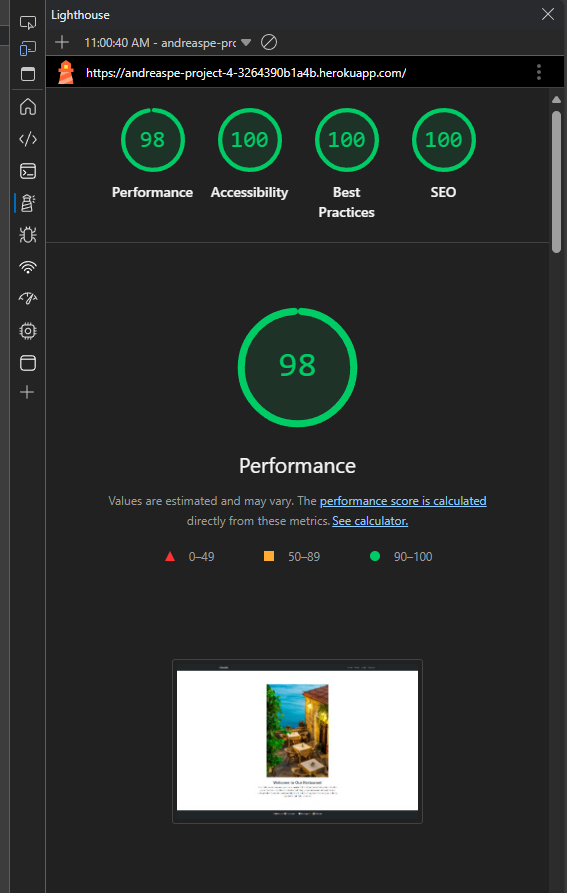 Lighthouse
11:00:40 AM - andreaspe-prc
https://andreaspe-project-4-3264390b1a4b.herokuapp.com/
98 100 100 100
Performance Accessibility Best SEO
Practices
98
Performance
Values are estimated and may vary. The performance score is calculated
directly from these metrics. See calculator.
0–49 50–89 90–100
Welcome to Our Restaurant